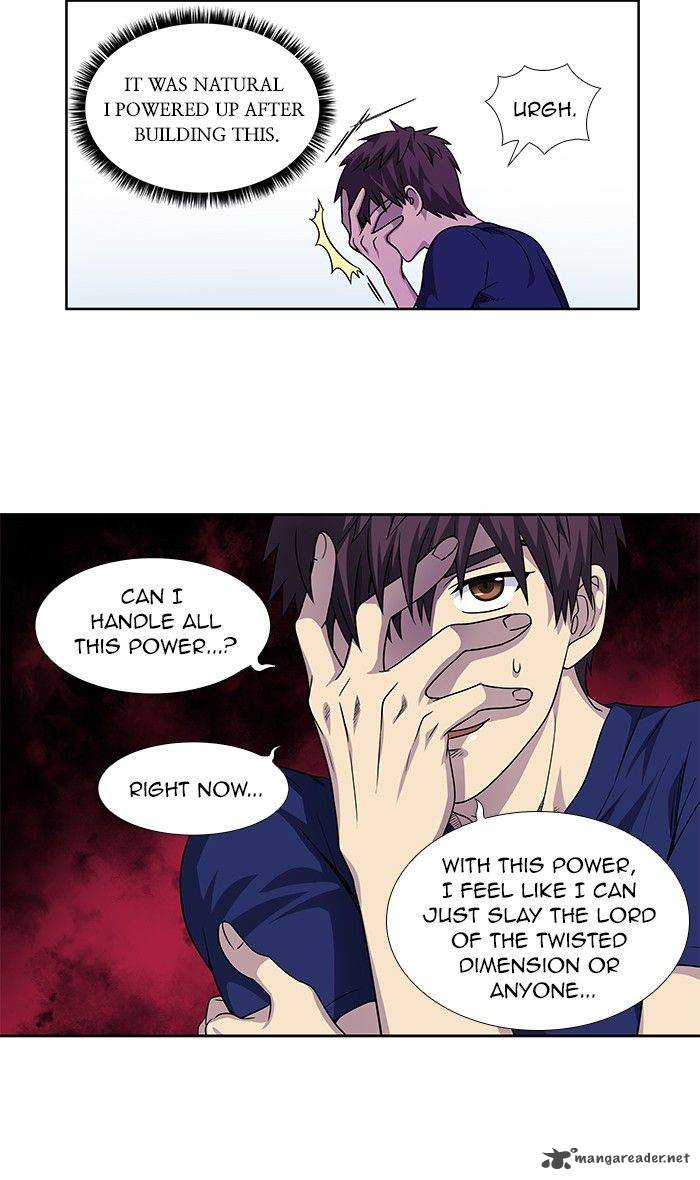 IT WAS NATURAL
I POWERED UP AFTER
BUILDING THIS.
URGH.
CAN I
HANDLE ALL
THIS POWER...?
RIGHT NOW...
WITH THIS POWER,
I FEEL LIKE I CAN
JUST SLAY THE LORD
OF THE TWISTED
DIMENSION OR
ANYONE...
mangareader.net